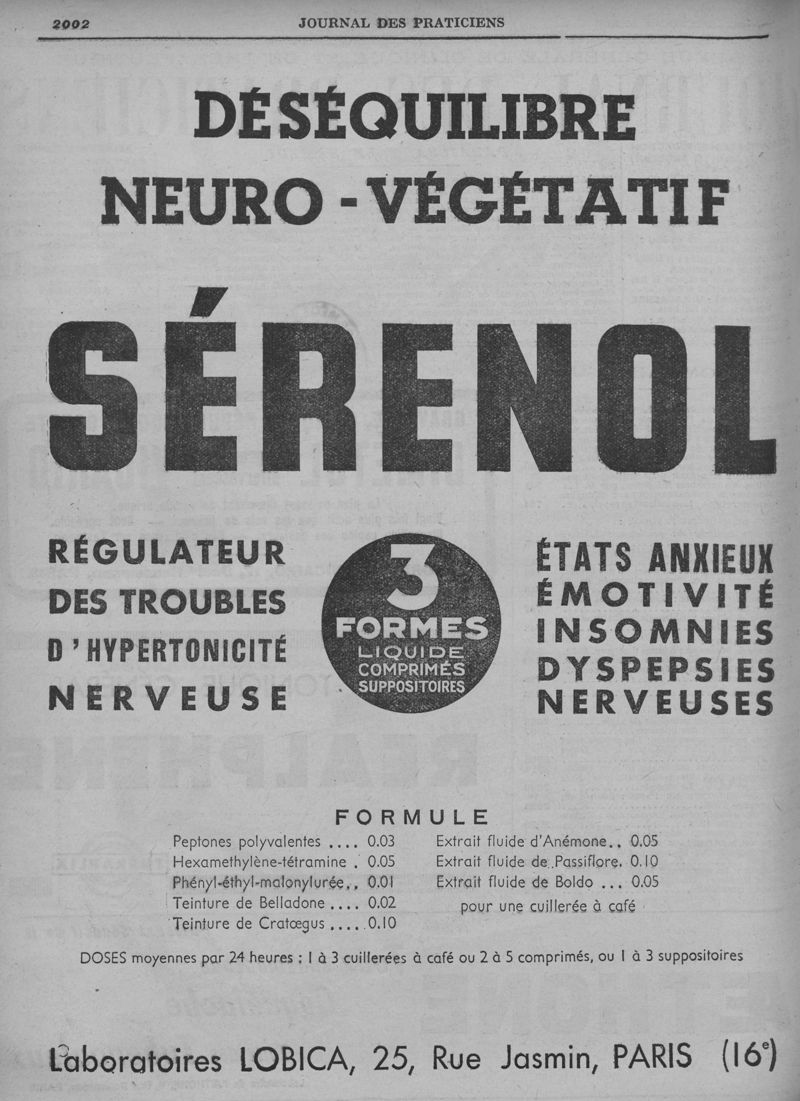 2002
JOURNAL DES PRATICIENS
DÉSÉQUILIBRE
NEURO - VÉGÉTATIF
SÉRENOL
RÉGULATEUR
DES TROUBLES
D'HYPERTONICITÉ
NERVEUSE
3
FORMES
LIQUIDE
COMPRIMÉS
SUPPOSITOIRES
ÉTATS ANXIEUX
ÉMOTIVITÉ
INSOMNIES
DYSPEPSIES
NERVEUSES
FORMULE
Peptones polyvalentes .... 0.03
Hexamethylène-tétramine . 0.05
Phényl-éthyl-malonylurée.. 0.01
Teinture de Belladone .... 0.02
Teinture de Cratœgus ..... 0.10
Extrait fluide d'Anémone.. 0.05
Extrait fluide de Passiflore. 0.10
Extrait fluide de Boldo ... 0.05
pour une cuillerée à café
DOSES moyennes par 24 heures : 1 à 3 cuillerées à café ou 2 à 5 comprimés, ou 1 à 3 suppositoires
Laboratoires LOBICA, 25, Rue Jasmin, PARIS (16e)